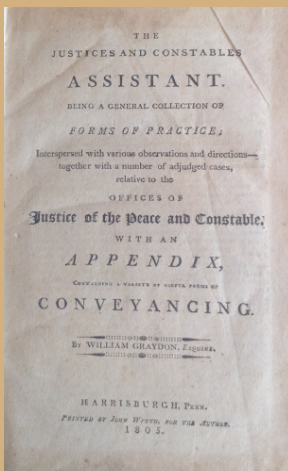 THE
JUSTICES AND CONSTABLES
ASSISTANT.
BEING A GENERAL COLLECTION OF
FORMS OF PRACTICE;
Interspersed with various observations and directions—
together with a number of adjudged cases,
relative to the
OFFICES OF
Justice of the Peace and Constable.
WITH AN
APPENDIX,
CONTAINING A VARIETY OF USEFUL FORMS OF
CONVEYANCING.
BY WILLIAM GRAYDON, ESQUIRE.
HARRISBURGH, PENN.
PRINTED BY JOHN WYETH, FOR THE AUTHOR.
1805.